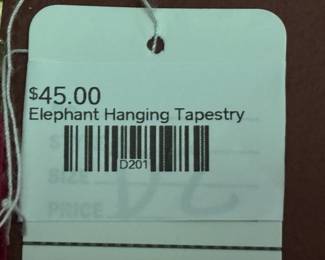 $45.00
Elephant Hanging Tapestry
D201
SIZE
PRICE